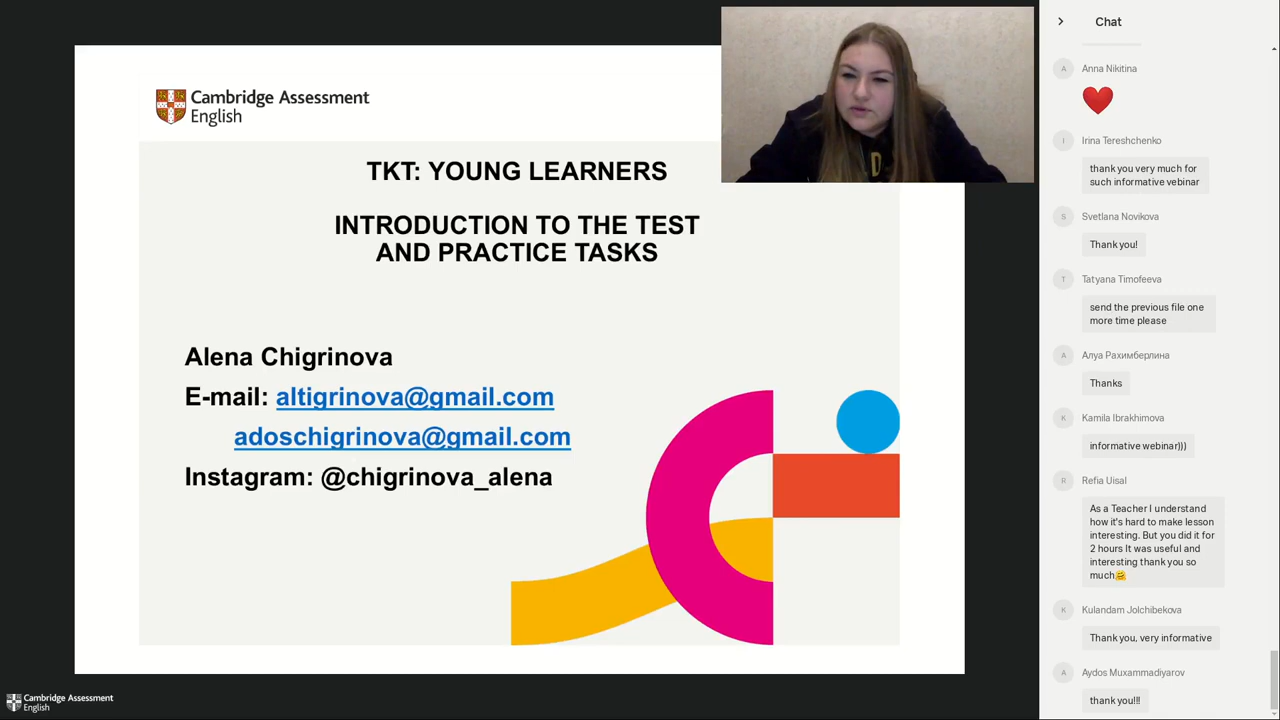 Cambridge Assessment
English
TKT: YOUNG LEARNERS
INTRODUCTION TO THE TEST
AND PRACTICE TASKS
Alena Chigrinova
E-mail: altigrinova@gmail.com
adoschigrinova@gmail.com
Instagram: @chigrinova_alena
Cambridge Assessment
English
Chat
A Anna Nikitina
❤️
I Irina Tereshchenko
thank you very much for
such informative vebinar
S Svetlana Novikova
Thank you!
T Tatyana Timofeeva
send the previous file one
more time please
A Алуа Рахимберлина
Thanks
K Kamila Ibrakhimova
informative webinar)))
R Refia Uisal
As a Teacher I understand
how it's hard to make lesson
interesting. But you did it for
2 hours It was useful and
interesting thank you so
much🤗
K Kulandam Jolchibekova
Thank you, very informative
A Aydos Muxammadiyarov
thank you!!!